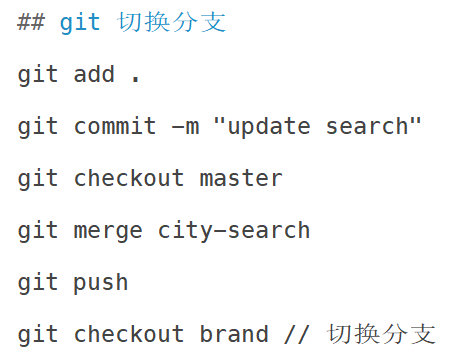 ## git 切换分支
git add .
git commit -m "update search"
git checkout master
git merge city-search
git push
git checkout brand // 切换分支